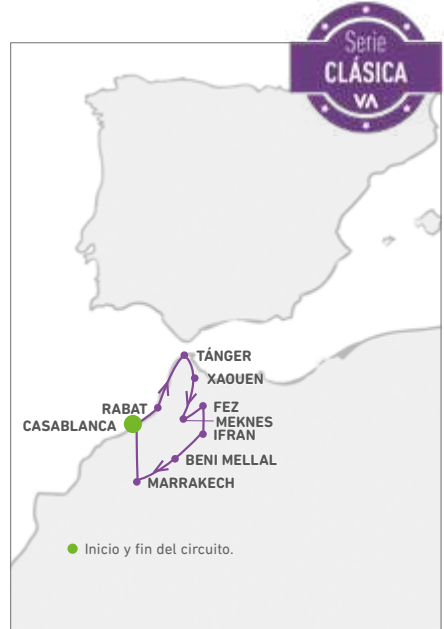 Serie
CLÁSICA
VA
TÁNGER
XAOUEN
RABAT
FEZ
MEKNES
CASABLANCA
IFRAN
BENI MELLAL
MARRAKECH
Inicio y fin del circuito.